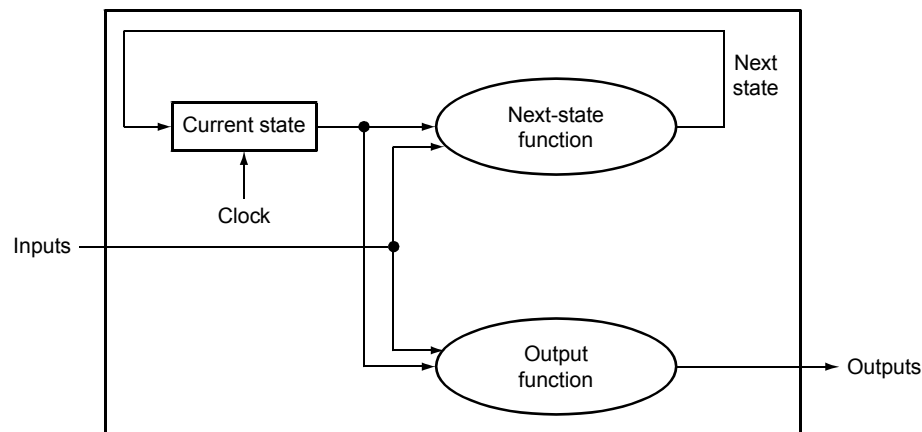 Next
state
Current state
Next-state
function
Clock
Inputs
Output
function
Outputs